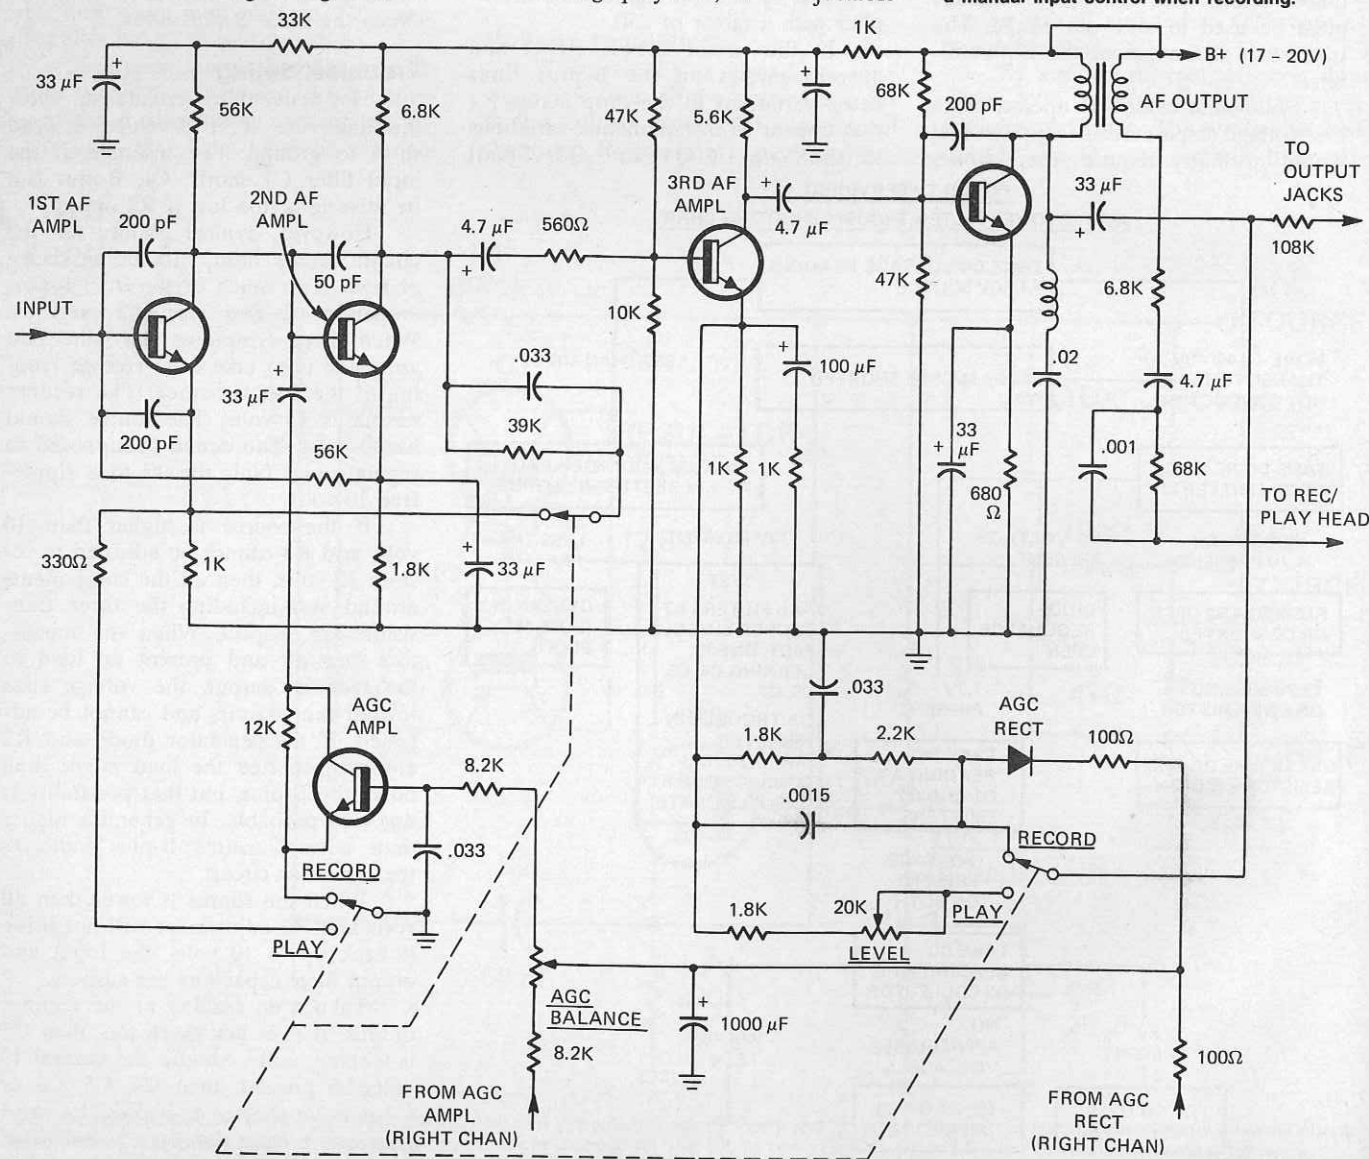 a manual input control when recording.
33K
1K
B+ (17 – 20V)
33 µF
56K
1.8K
47K
5.6K
68K
200 pF
AF OUTPUT
TO
OUTPUT
JACKS
1ST AF
AMPL
2ND AF
AMPL
3RD AF
AMPL
33 µF
200 pF
4.7 µF
560Ω
4.7 µF
108K
50 pF
47K
6.8K
INPUT
10K
.033
100 µF
.02
4.7 µF
33 µF
200 pF
39K
33
µF
.001
56K
1K
1K
680
Ω
68K
TO REC/
PLAY HEAD
330Ω
1K
1.8K
33 µF
.033
AGC
AMPL
AGC
RECT
12K
8.2K
1.8K
2.2K
100Ω
.0015
RECORD
.033
RECORD
1.8K
20K
PLAY
PLAY
LEVEL
AGC
BALANCE
1000 µF
8.2K
100Ω
FROM AGC
AMPL
(RIGHT CHAN)
FROM AGC
RECT
(RIGHT CHAN)